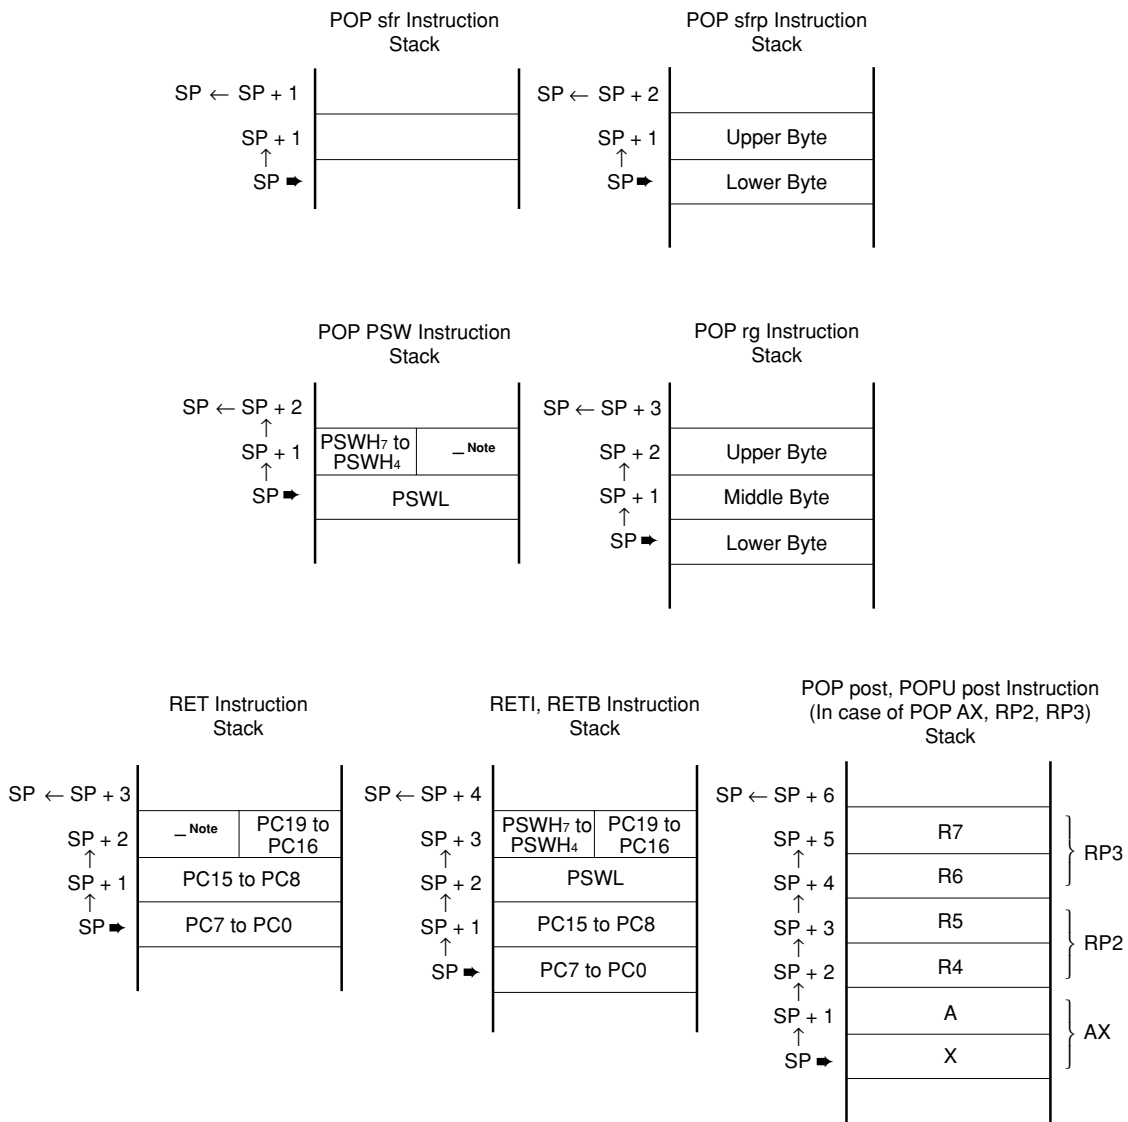 POP sfr Instruction
Stack
SP ← SP + 1
SP + 1
↑
SP ➨
POP sfrp Instruction
Stack
SP ← SP + 2
SP + 1
↑
SP ➨
Upper Byte
Lower Byte
POP PSW Instruction
Stack
SP ← SP + 2
↑
SP + 1
↑
SP ➨
PSWH7 to
PSWH4
– Note
PSWL
POP rg Instruction
Stack
SP ← SP + 3
SP + 2
↑
SP + 1
↑
SP ➨
Upper Byte
Middle Byte
Lower Byte
RET Instruction
Stack
SP ← SP + 3
SP + 2
↑
SP + 1
↑
SP ➨
– Note
PC19 to
PC16
PC15 to PC8
PC7 to PC0
RETI, RETB Instruction
Stack
SP ← SP + 4
SP + 3
↑
SP + 2
↑
SP + 1
↑
SP ➨
PSWH7 to
PSWH4
PC19 to
PC16
PSWL
PC15 to PC8
PC7 to PC0
POP post, POPU post Instruction
(In case of POP AX, RP2, RP3)
Stack
SP ← SP + 6
SP + 5
↑
SP + 4
↑
SP + 3
↑
SP + 2
↑
SP + 1
↑
SP ➨
R7
R6
R5
R4
A
X
RP3
RP2
AX